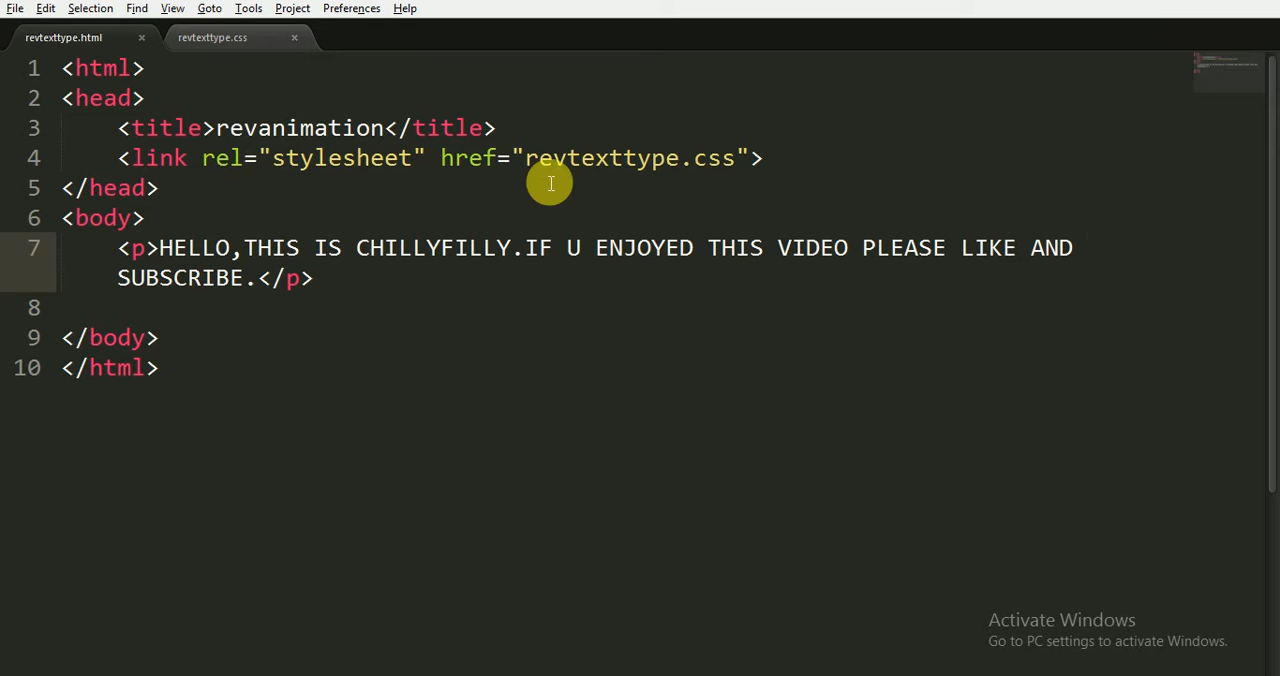 File Edit Selection Find View Goto Tools Project Preferences Help
revtexttype.html × revtexttype.css ×
1 <html>
2 <head>
3 <title>revanimation</title>
4 <link rel="stylesheet" href="revtexttype.css">
5 </head>
6 <body>
7 <p>HELLO,THIS IS CHILLYFILLY.IF U ENJOYED THIS VIDEO PLEASE LIKE AND
SUBSCRIBE.</p>
8
9 </body>
10 </html>
Activate Windows
Go to PC settings to activate Windows.